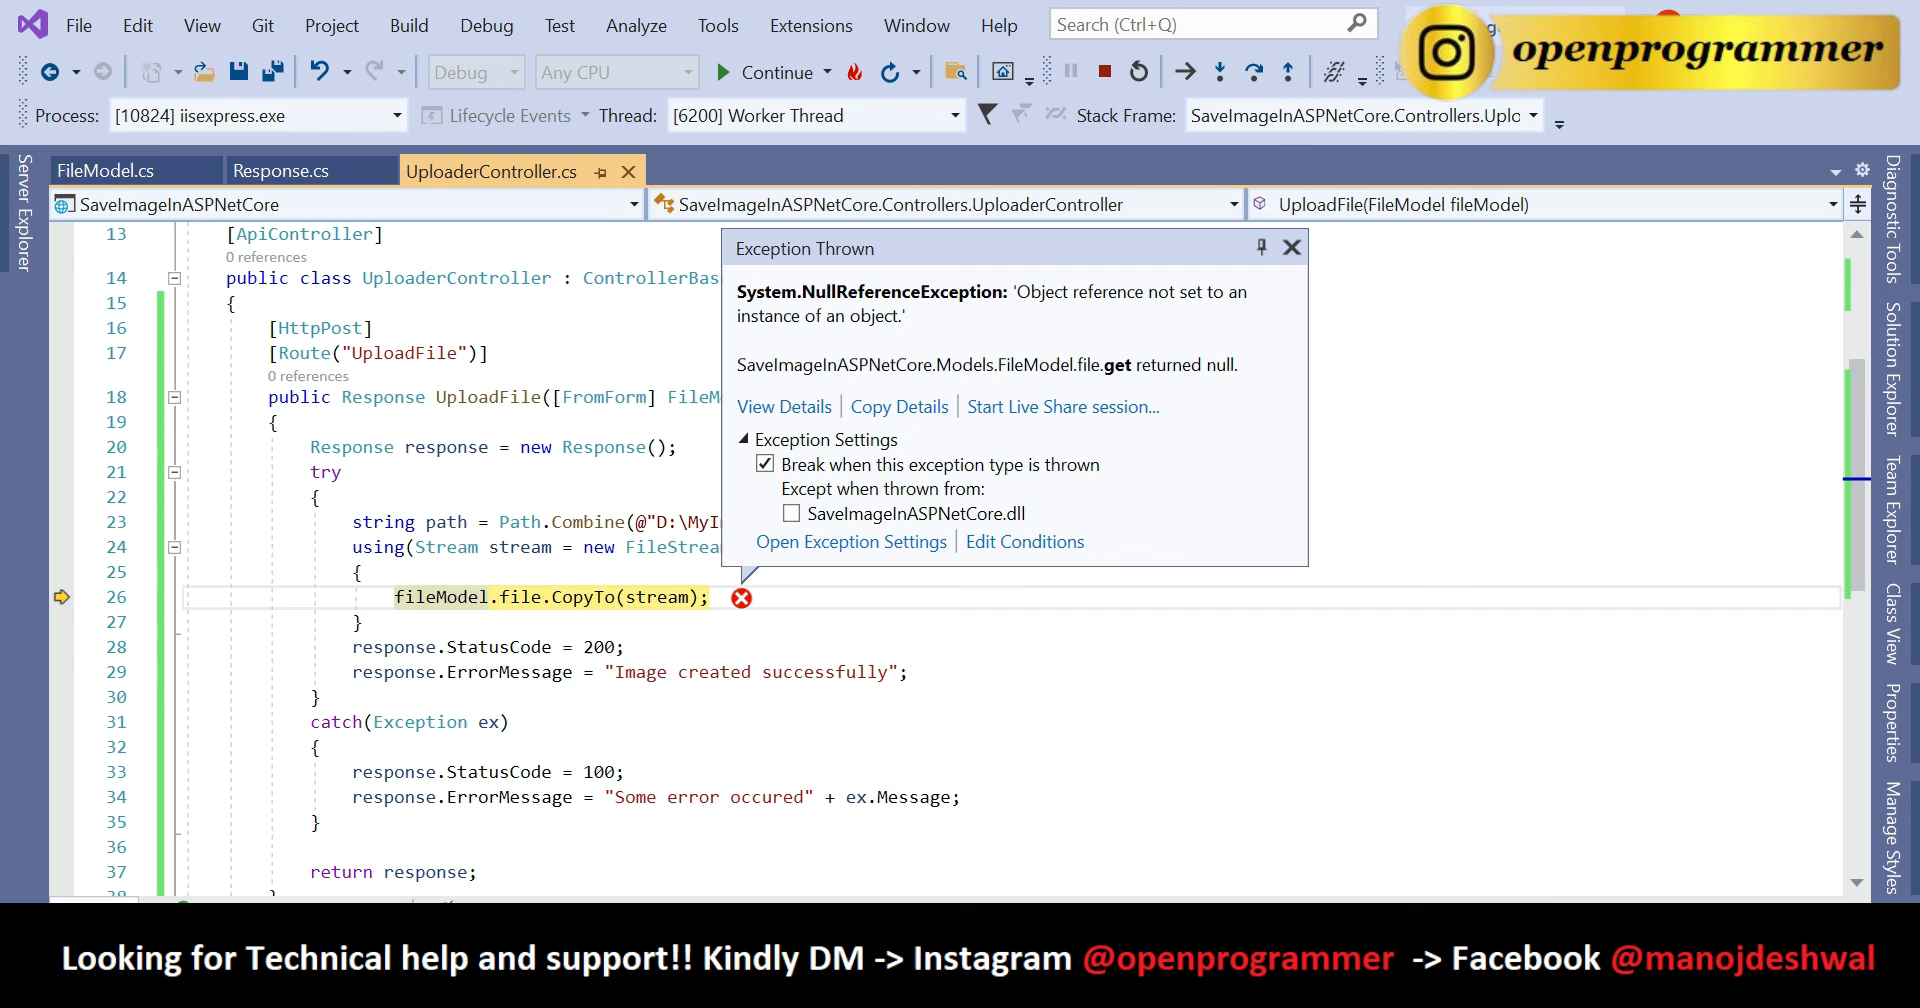 File Edit View Git Project Build Debug Test Analyze Tools Extensions Window Help Search (Ctrl+Q)
openprogrammer
Debug Any CPU Continue
Process: [10824] iisexpress.exe Lifecycle Events Thread: [6200] Worker Thread Stack Frame: SaveImageInASPNetCore.Controllers.Uplo
Server Explorer
FileModel.cs Response.cs UploaderController.cs
SaveImageInASPNetCore SaveImageInASPNetCore.Controllers.UploaderController UploadFile(FileModel fileModel)
13 [ApiController]
0 references
14 public class UploaderController : ControllerBas
15 {
16 [HttpPost]
17 [Route("UploadFile")]
0 references
18 public Response UploadFile([FromForm] FileM
19 {
20 Response response = new Response();
21 try
22 {
23 string path = Path.Combine(@"D:\MyI
24 using(Stream stream = new FileStrea
25 {
26 fileModel.file.CopyTo(stream);
27 }
28 response.StatusCode = 200;
29 response.ErrorMessage = "Image created successfully";
30 }
31 catch(Exception ex)
32 {
33 response.StatusCode = 100;
34 response.ErrorMessage = "Some error occured" + ex.Message;
35 }
36
37 return response;
Exception Thrown
System.NullReferenceException: 'Object reference not set to an
instance of an object.'
SaveImageInASPNetCore.Models.FileModel.file.get returned null.
View Details Copy Details Start Live Share session...
Exception Settings
Break when this exception type is thrown
Except when thrown from:
SaveImageInASPNetCore.dll
Open Exception Settings Edit Conditions
Diagnostic Tools
Solution Explorer
Team Explorer
Class View
Properties
Manage Styles
Looking for Technical help and support!! Kindly DM -> Instagram @openprogrammer -> Facebook @manojdeshwal